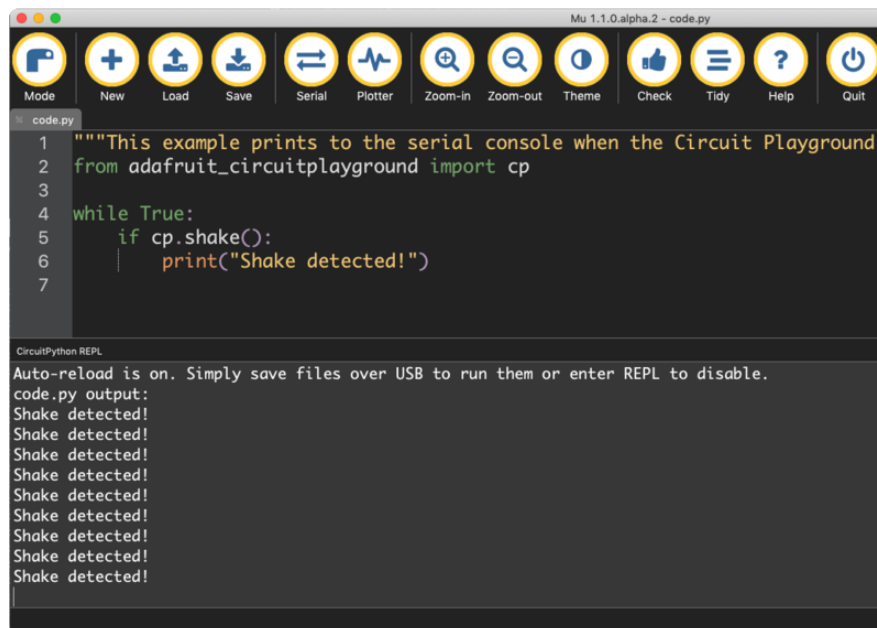 Mu 1.1.0.alpha.2 - code.py
Mode New Load Save Serial Plotter Zoom-in Zoom-out Theme Check Tidy Help Quit
code.py
1 """This example prints to the serial console when the Circuit Playground
2 from adafruit_circuitplayground import cp
3
4 while True:
5     if cp.shake():
6         print("Shake detected!")
7
CircuitPython REPL
Auto-reload is on. Simply save files over USB to run them or enter REPL to disable.
code.py output:
Shake detected!
Shake detected!
Shake detected!
Shake detected!
Shake detected!
Shake detected!
Shake detected!
Shake detected!
Shake detected!